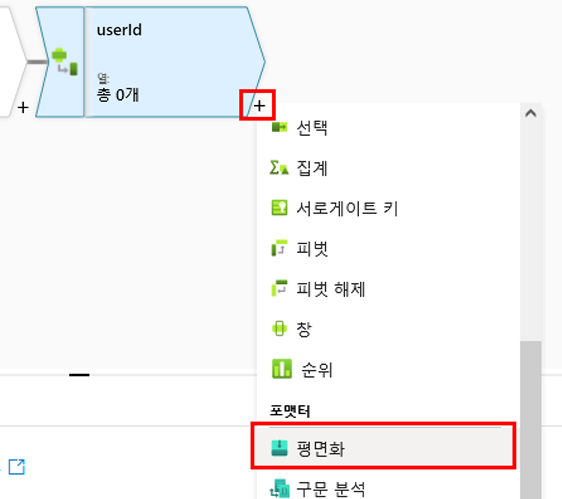 userId
열:
총 0개
+
+
선택
집계
서로게이트 키
피벗
피벗 해제
창
순위
포맷터
평면화
구문 분석